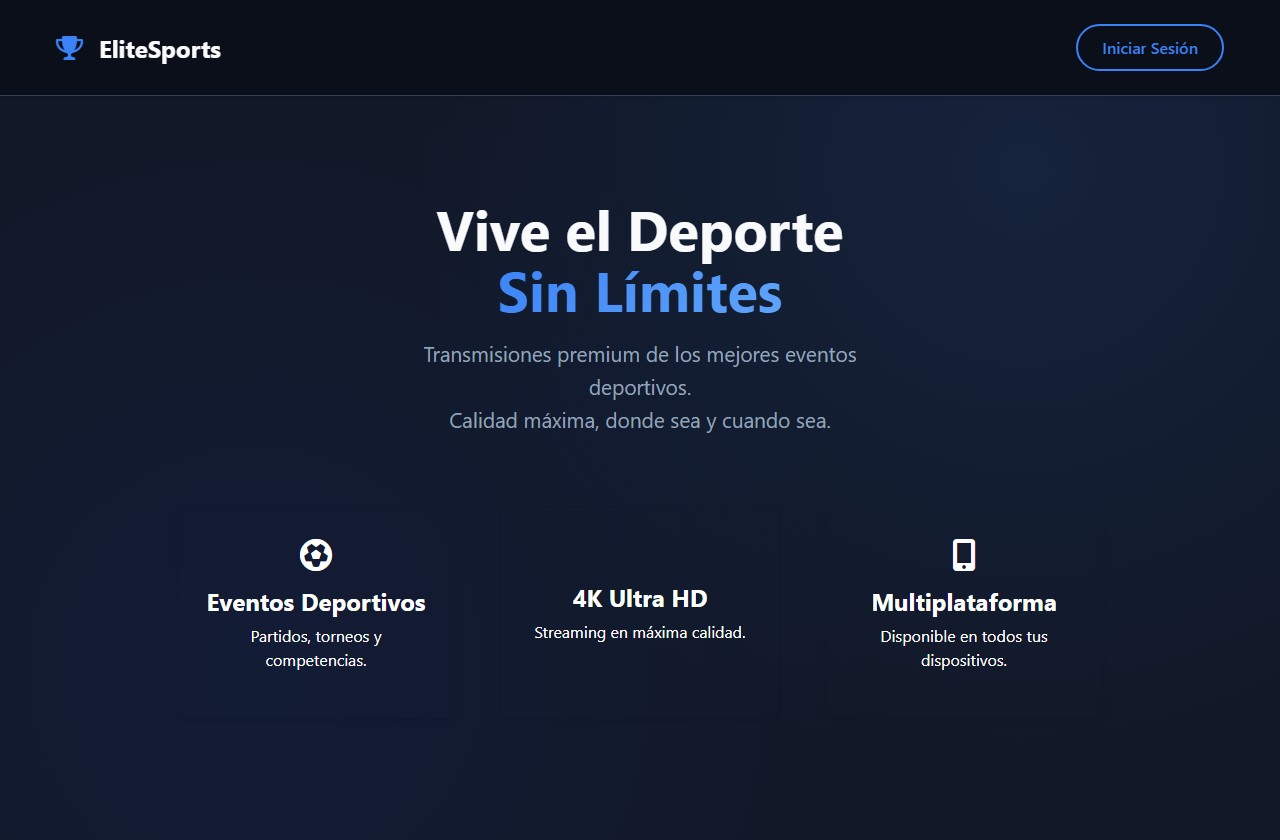 EliteSports
Iniciar Sesión
Vive el Deporte
Sin Límites
Transmisiones premium de los mejores eventos
deportivos.
Calidad máxima, donde sea y cuando sea.
Eventos Deportivos
Partidos, torneos y
competencias.
4K Ultra HD
Streaming en máxima calidad.
Multiplataforma
Disponible en todos tus
dispositivos.